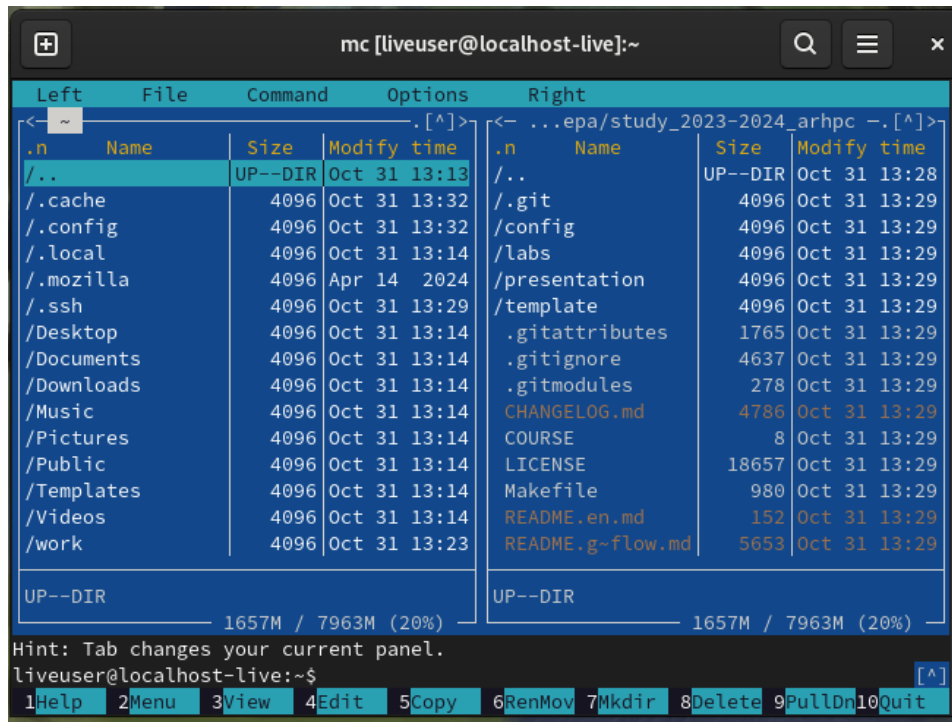 mc [liveuser@localhost-live]:~
Left File Command Options Right
<— ~ .[^]> <— ...epa/study_2023-2024_arhpc —.[^]>
.n Name Size Modify time .n Name Size Modify time
/.. UP--DIR Oct 31 13:13 /.. UP--DIR Oct 31 13:28
/.cache 4096 Oct 31 13:32 /.git 4096 Oct 31 13:29
/.config 4096 Oct 31 13:32 /config 4096 Oct 31 13:29
/.local 4096 Oct 31 13:14 /labs 4096 Oct 31 13:29
/.mozilla 4096 Apr 14 2024 /presentation 4096 Oct 31 13:29
/.ssh 4096 Oct 31 13:29 /template 4096 Oct 31 13:29
/Desktop 4096 Oct 31 13:14 .gitattributes 1765 Oct 31 13:29
/Documents 4096 Oct 31 13:14 .gitignore 4637 Oct 31 13:29
/Downloads 4096 Oct 31 13:14 .gitmodules 278 Oct 31 13:29
/Music 4096 Oct 31 13:14 CHANGELOG.md 4786 Oct 31 13:29
/Pictures 4096 Oct 31 13:14 COURSE 8 Oct 31 13:29
/Public 4096 Oct 31 13:14 LICENSE 18657 Oct 31 13:29
/Templates 4096 Oct 31 13:14 Makefile 980 Oct 31 13:29
/Videos 4096 Oct 31 13:14 README.en.md 152 Oct 31 13:29
/work 4096 Oct 31 13:23 README.g~flow.md 5653 Oct 31 13:29
UP--DIR UP--DIR
1657M / 7963M (20%) 1657M / 7963M (20%)
Hint: Tab changes your current panel.
liveuser@localhost-live:~$ [^]
1Help 2Menu 3View 4Edit 5Copy 6RenMov 7Mkdir 8Delete 9PullDn 10Quit